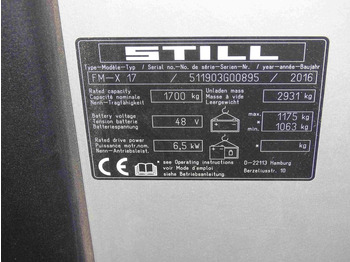 STILL
Type-Modèle-Typ / Serial no.-No. de série-Serien-Nr. / year-année-Baujahr
FM-X 17 / 511903G00895 / 2016
Rated capacity
Capacité nominale
Nenn-Tragfähigkeit
1700 kg
Unladen mass
Masse à vide
Leergewicht
2931 kg
Battery voltage
Tension batterie
Batteriespannung
48 V
max. 1175 kg
*
min. 1063 kg
Rated drive power
Puissance motr.nom.
Nenn-Antriebsleist.
6,5 kW
* kg
CE
* see Operating instructions
voir Mode d'emploi
siehe Betriebsanleitung
D-22113 Hamburg
Berzeliusstr. 10